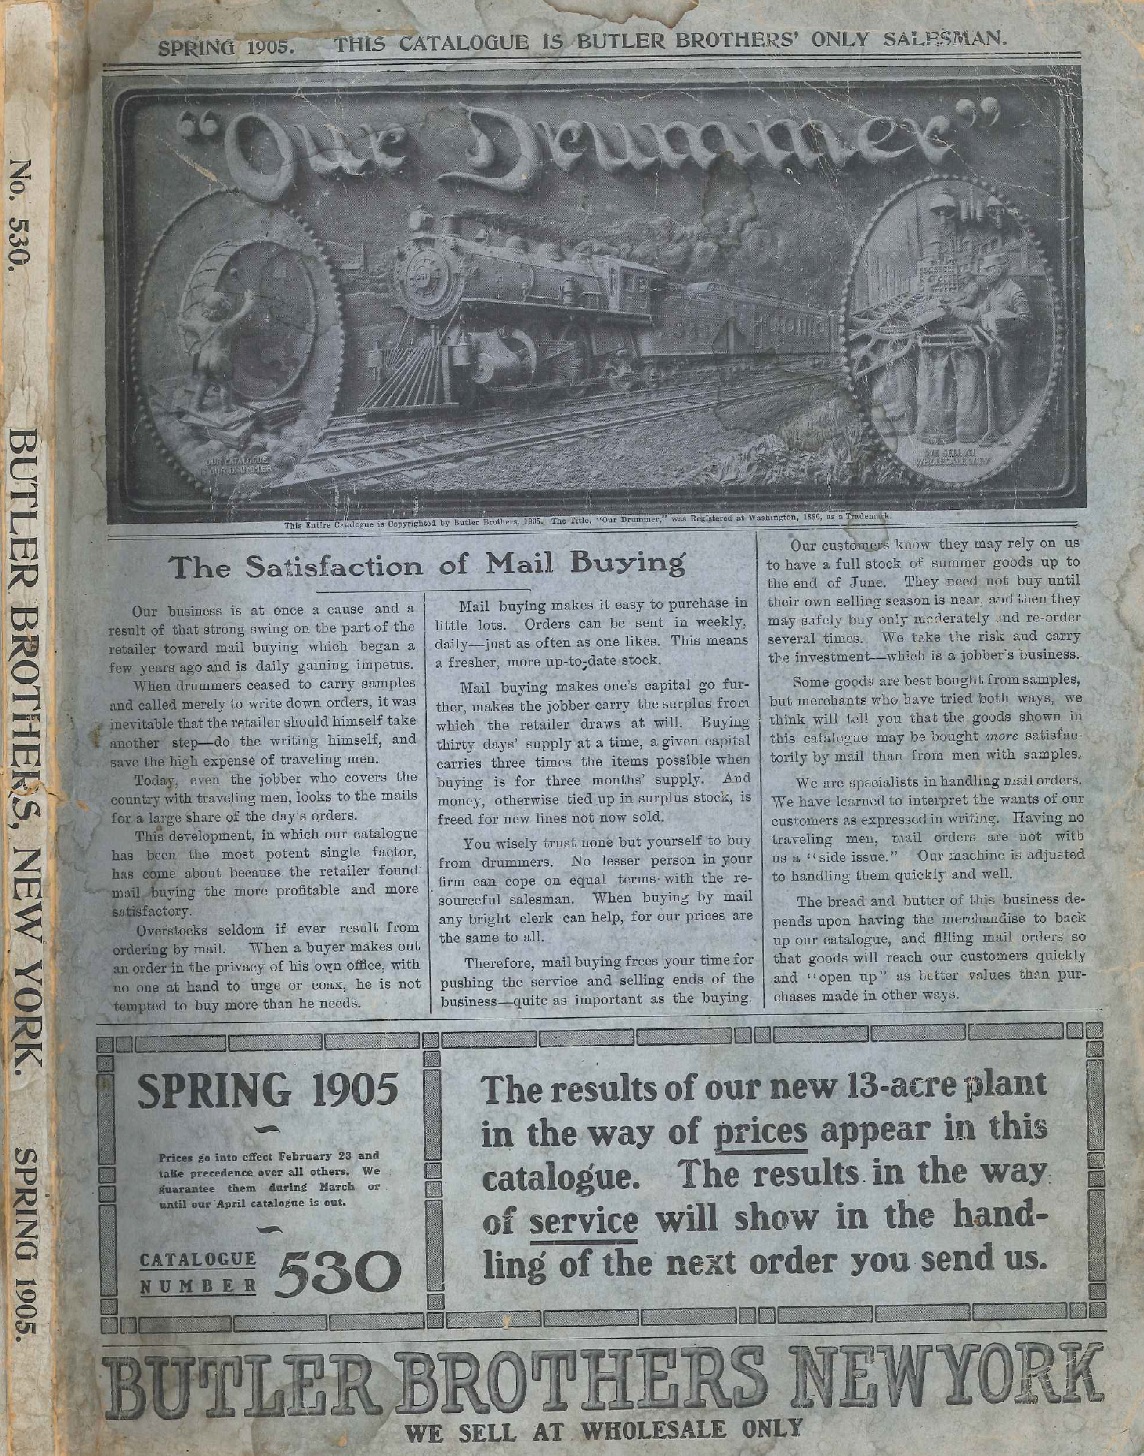 SPRING 1905. THIS CATALOGUE IS BUTLER BROTHERS' ONLY SALESMAN.
"Our Drummer"
This Entire Catalogue is Copyrighted by Butler Brothers, 1905. The Title, "Our Drummer," was Registered at Washington, 1886, as a Trademark.
The Satisfaction of Mail Buying
Our business is at once a cause and a
result of that strong swing on the part of the
retailer toward mail buying which began a
few years ago and is daily gaining impetus.
When drummers ceased to carry samples
and called merely to write down orders, it was
inevitable that the retailer should himself take
another step—do the writing himself, and
save the high expense of traveling men.
Today, even the jobber who covers the
country with traveling men, looks to the mails
for a large share of the day's orders.
This development, in which our catalogue
has been the most potent single factor,
has come about because the retailer found
mail buying the more profitable and more
satisfactory.
Overstocks seldom if ever result from
ordering by mail. When a buyer makes out
an order in the privacy of his own office, with
no one at hand to urge or coax, he is not
tempted to buy more than he needs.
Mail buying makes it easy to purchase in
little lots. Orders can be sent in weekly,
daily—just as often as one likes. This means
a fresher, more up-to-date stock.
Mail buying makes one's capital go fur-
ther, makes the jobber carry the surplus from
which the retailer draws at will. Buying
thirty days' supply at a time, a given capital
carries three times the items possible when
buying is for three months' supply. And
money, otherwise tied up in surplus stock, is
freed for new lines not now sold.
You wisely trust none but yourself to buy
from drummers. No lesser person in your
firm can cope on equal terms with the re-
sourceful salesman. When buying by mail
any bright clerk can help, for our prices are
the same to all.
Therefore, mail buying frees your time for
pushing the service and selling ends of the
business—quite as important as the buying
Our customers know they may rely on us
to have a full stock of summer goods up to
the end of June. They need not buy until
their own selling season is near, and then they
may safely buy only moderately and re-order
several times. We take the risk and carry
the investment—which is a jobber's business.
Some goods are best bought from samples,
but merchants who have tried both ways, we
think will tell you that the goods shown in
this catalogue may be bought more satisfac
torily by mail than from men with samples.
We are specialists in handling mail orders.
We have learned to interpret the wants of our
customers as expressed in writing. Having no
traveling men, mail orders are not with
us a "side issue." Our machine is adjusted
to handling them quickly and well.
The bread and butter of this business de-
pends upon having the merchandise to back
up our catalogue, and filling mail orders so
that goods will reach our customers quickly
and "open up" as better values than pur-
chases made in other ways.
SPRING 1905
Prices go into effect February 23 and
take precedence over all others. We
guarantee them during March or
until our April catalogue is out.
CATALOGUE
NUMBER 530
The results of our new 13-acre plant
in the way of prices appear in this
catalogue. The results in the way
of service will show in the hand-
ling of the next order you send us.
BUTLER BROTHERS NEW YORK
WE SELL AT WHOLESALE ONLY
No. 530. BUTLER BROTHERS, NEW YORK. SPRING 1905.